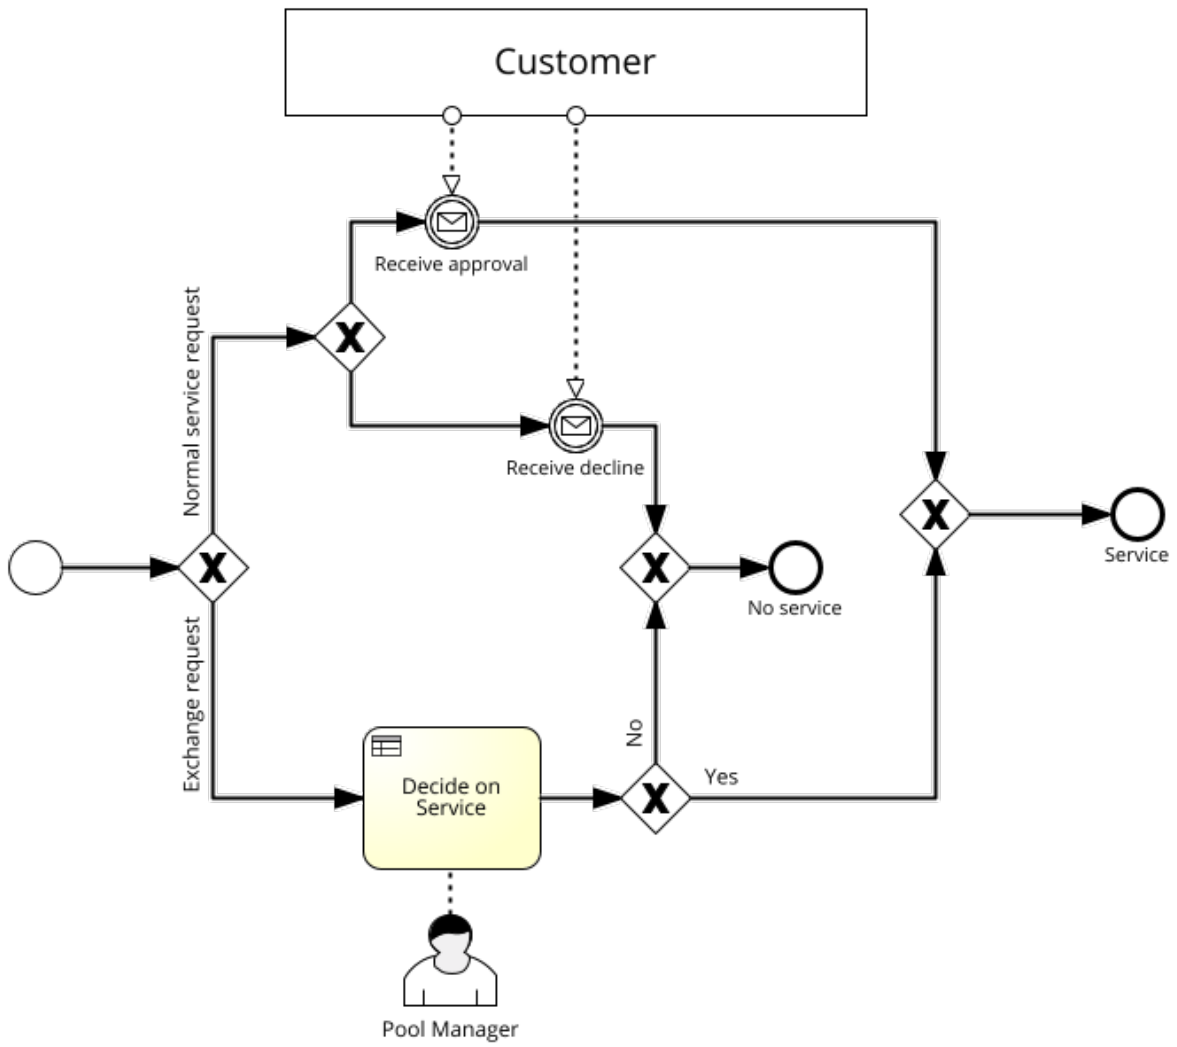 Customer
Receive approval
Normal service request
Receive decline
Service
No service
Exchange request
No
Yes
Decide on
Service
Pool Manager